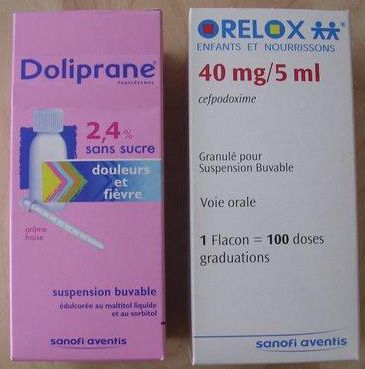 Doliprane®
PARACÉTAMOL
2,4%
sans sucre
douleurs
et
fièvre
arôme
fraise
suspension buvable
édulcorée au maltitol liquide
et au sorbitol
sanofi aventis
ORELOX ®
ENFANTS ET NOURRISSONS
40 mg/5 ml
cefpodoxime
Granulé pour
Suspension Buvable
Voie orale
1 Flacon = 100 doses
graduations
sanofi aventis